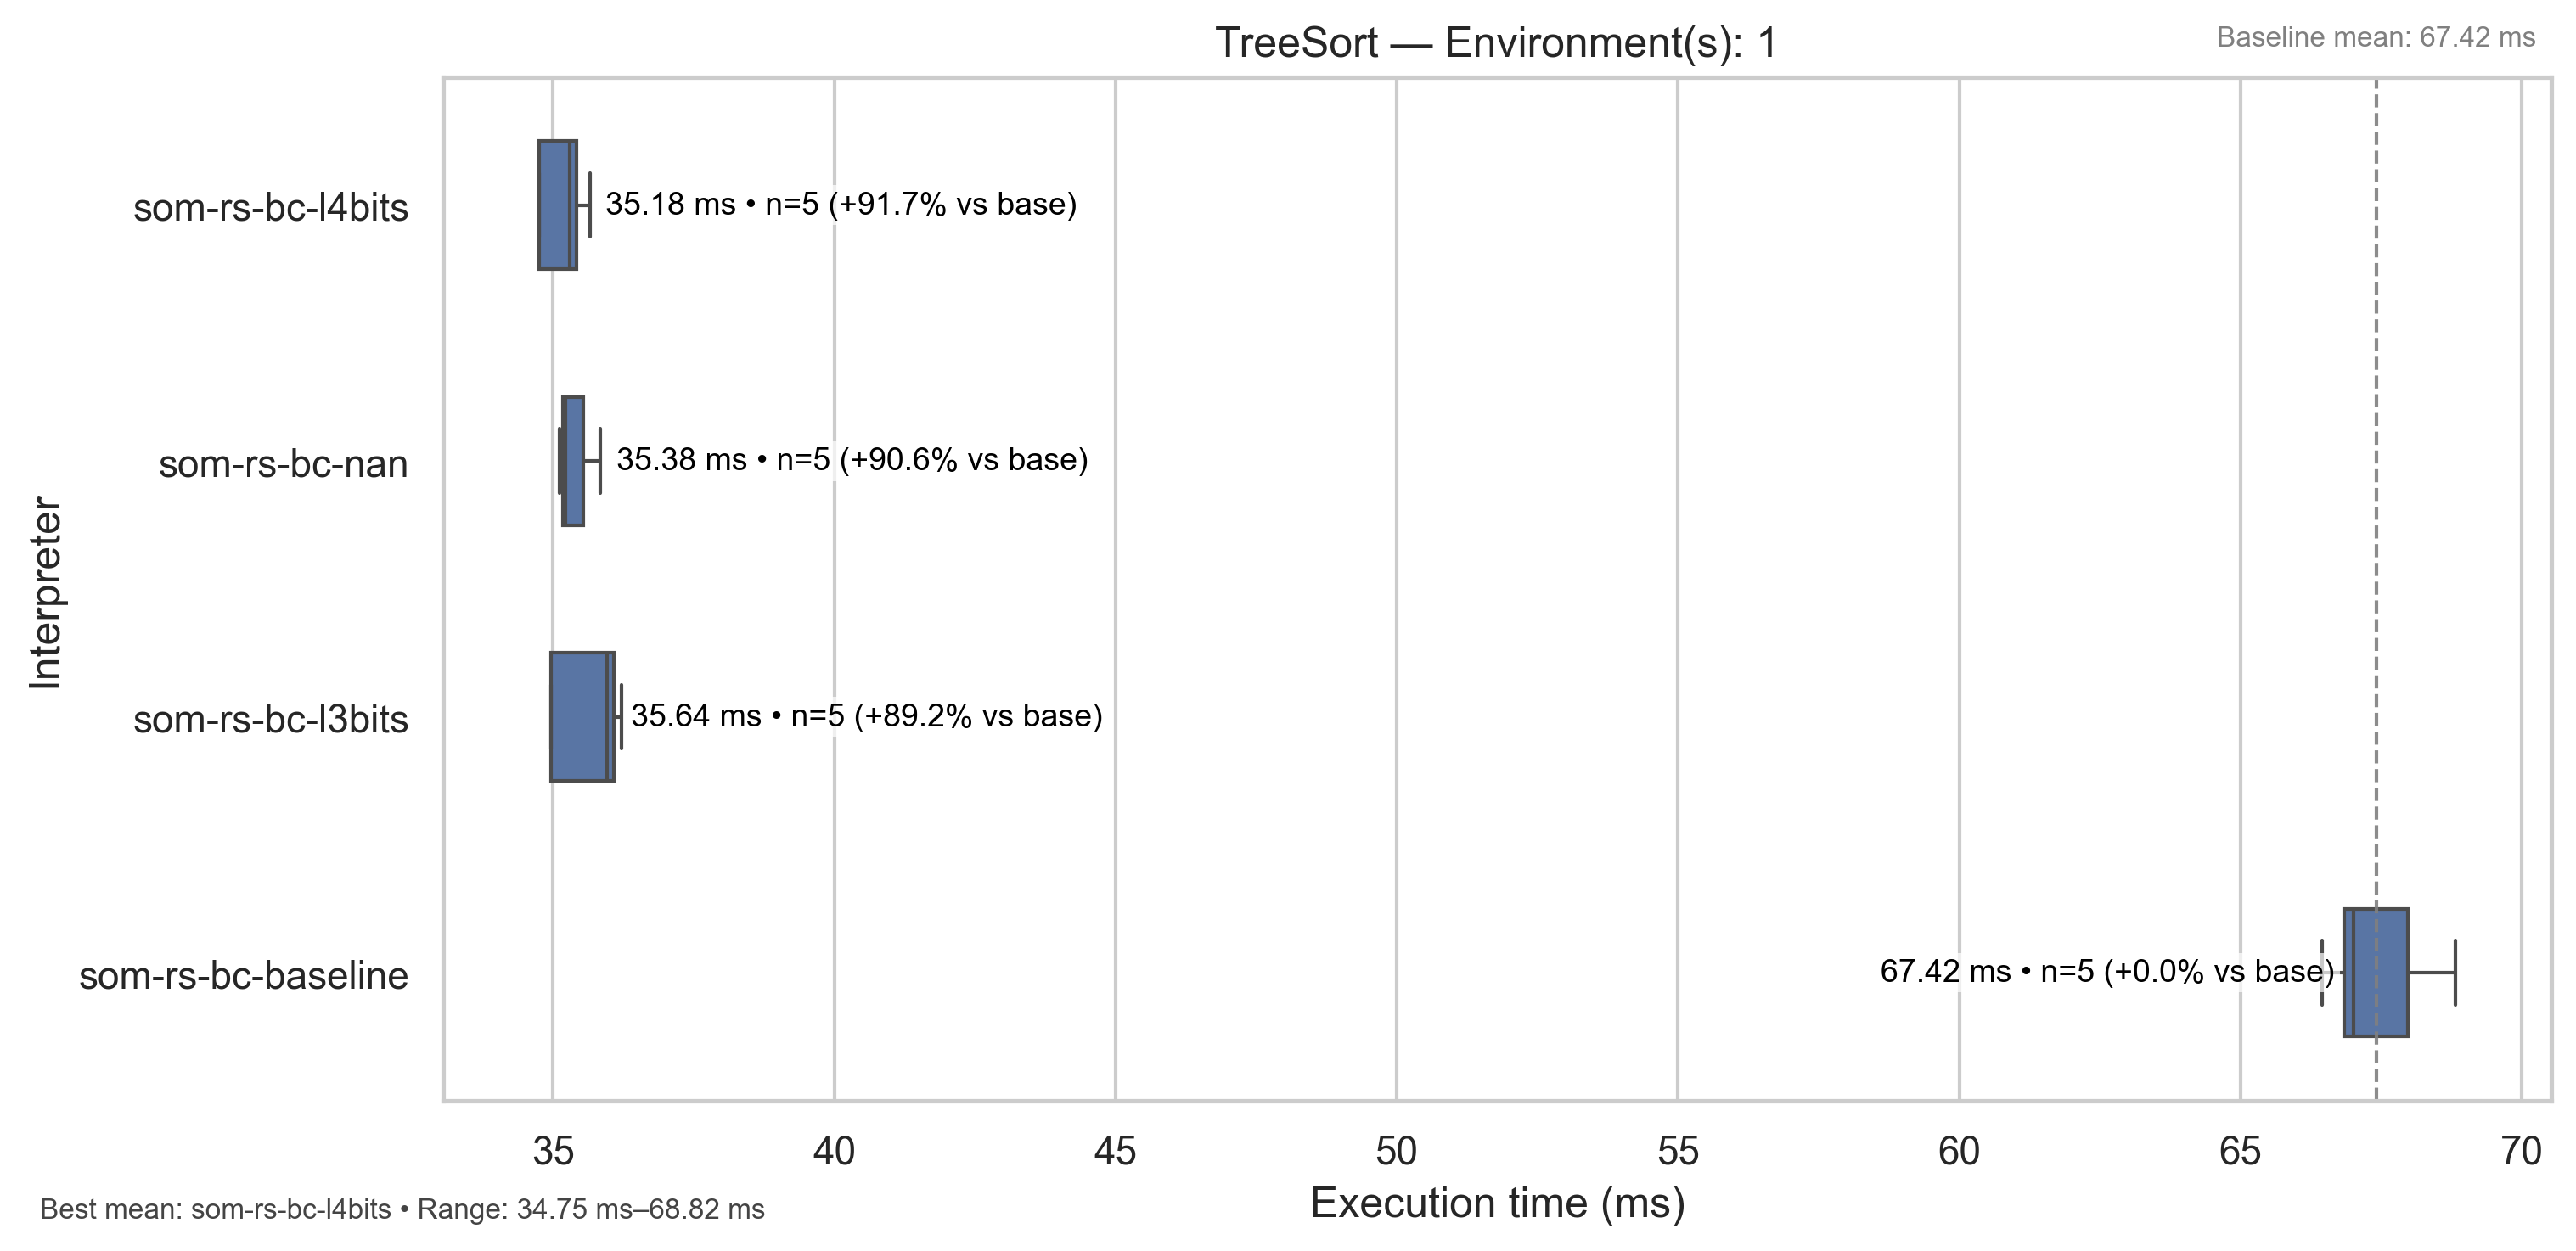 TreeSort — Environment(s): 1
Baseline mean: 67.42 ms
Interpreter
som-rs-bc-l4bits
35.18 ms • n=5 (+91.7% vs base)
som-rs-bc-nan
35.38 ms • n=5 (+90.6% vs base)
som-rs-bc-l3bits
35.64 ms • n=5 (+89.2% vs base)
som-rs-bc-baseline
67.42 ms • n=5 (+0.0% vs base)
35 40 45 50 55 60 65 70
Execution time (ms)
Best mean: som-rs-bc-l4bits • Range: 34.75 ms–68.82 ms